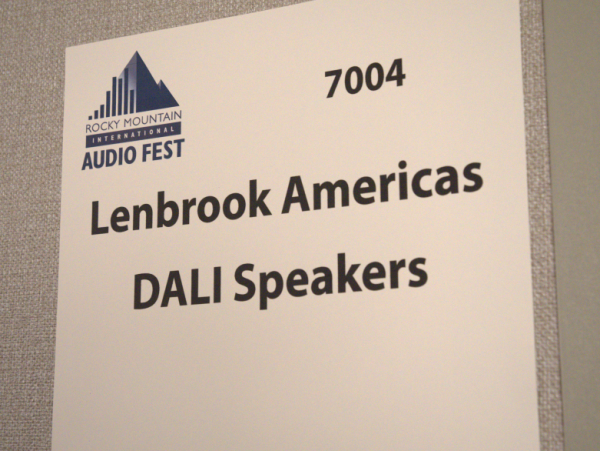 7004
ROCKY MOUNTAIN
INTERNATIONAL
AUDIO FEST
Lenbrook Americas
DALI Speakers